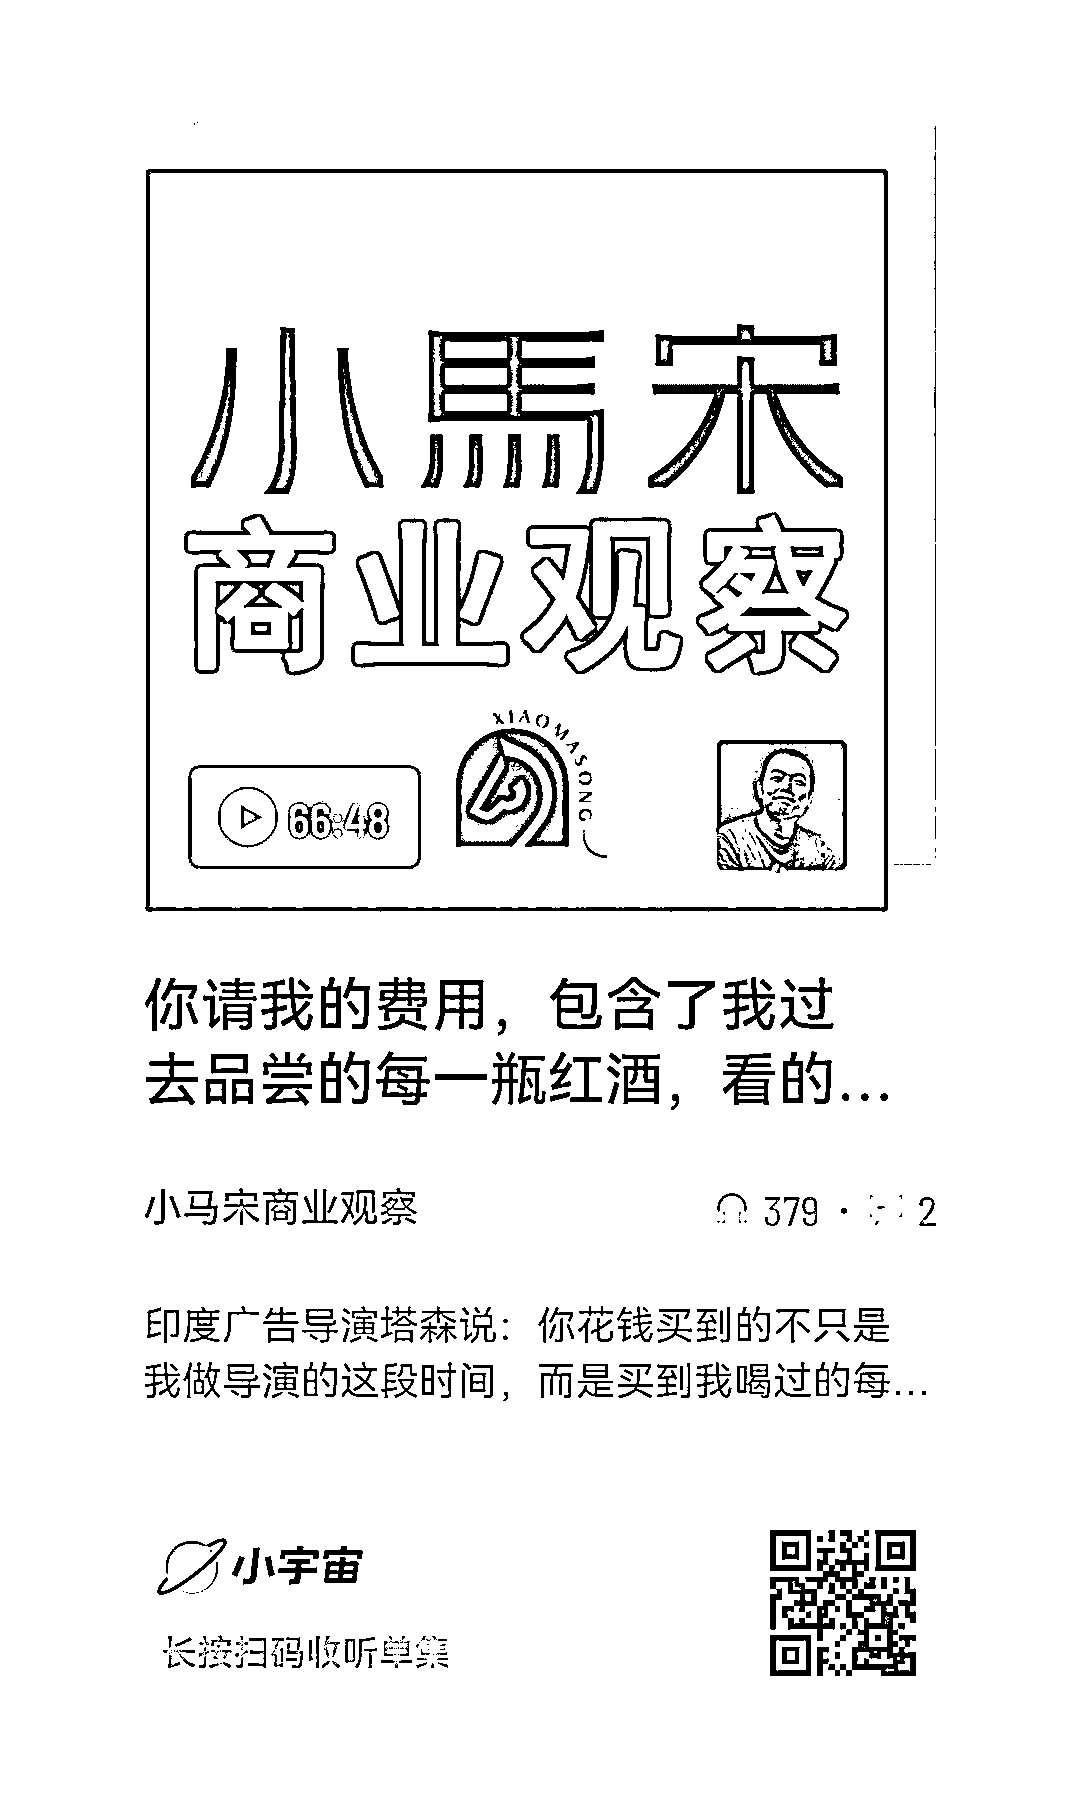 小馬宋
商业观察
XIAOMASONG
66:48
你请我的费用，包含了我过
去品尝的每一瓶红酒，看的...
小马宋商业观察
379 · 2
印度广告导演塔森说：你花钱买到的不只是
我做导演的这段时间，而是买到我喝过的每...
小宇宙
长按扫码收听单集